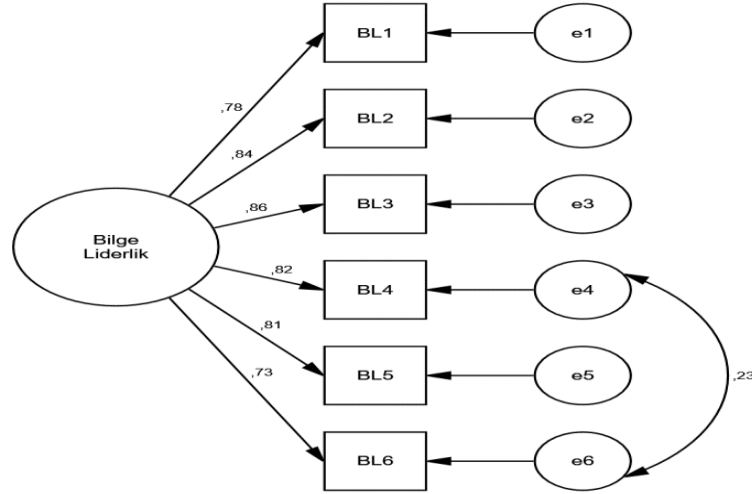 BL1
e1
,78
BL2
e2
,84
BL3
e3
,86
Bilge
Liderlik
BL4
e4
,82
,81
BL5
e5
,23
,73
BL6
e6